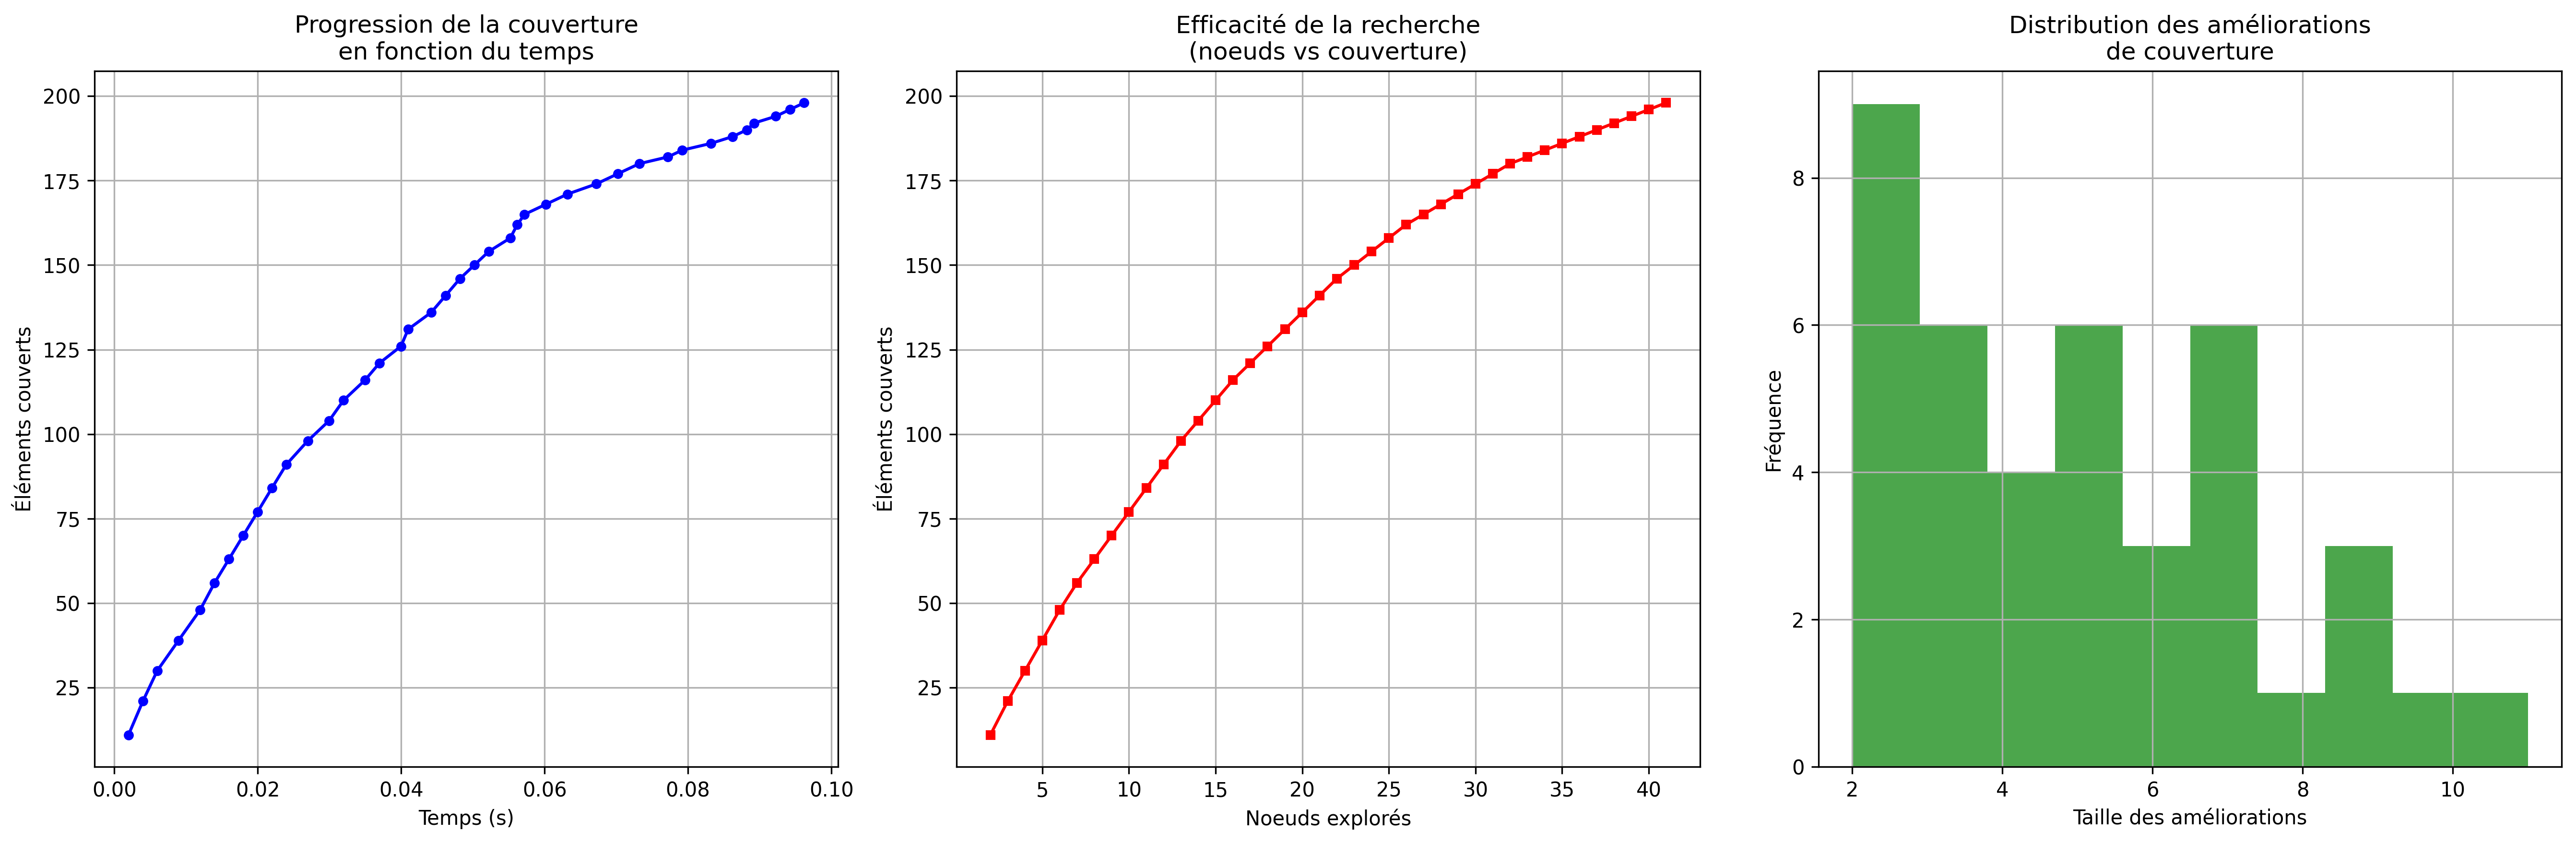 Progression de la couverture
en fonction du temps
200
175
150
125
100
75
50
25
Éléments couverts
0.00 0.02 0.04 0.06 0.08 0.10
Temps (s)
Efficacité de la recherche
(noeuds vs couverture)
200
175
150
125
100
75
50
25
Éléments couverts
5 10 15 20 25 30 35 40
Noeuds explorés
Distribution des améliorations
de couverture
8
6
4
2
0
Fréquence
2 4 6 8 10
Taille des améliorations